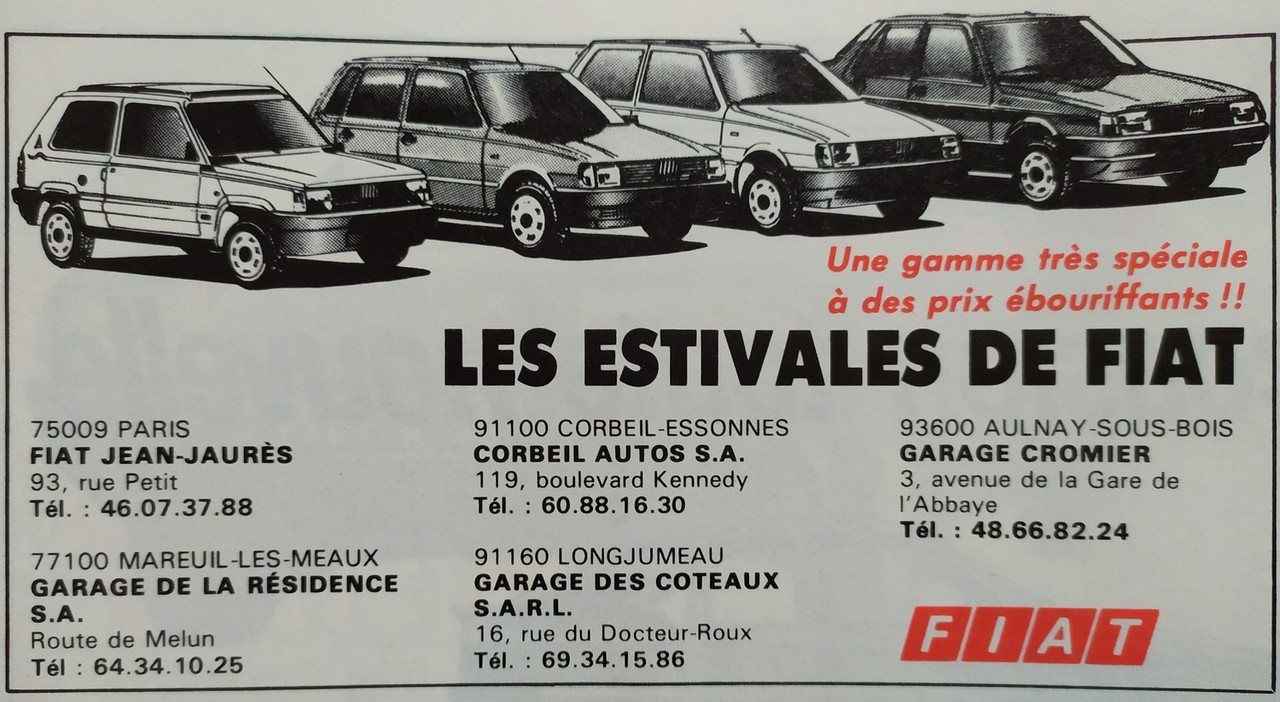 Une gamme très spéciale
à des prix ébouriffants !!
LES ESTIVALES DE FIAT
75009 PARIS
FIAT JEAN-JAURÈS
93, rue Petit
Tél. : 46.07.37.88
77100 MAREUIL-LES-MEAUX
GARAGE DE LA RÉSIDENCE
S.A.
Route de Melun
Tél : 64.34.10.25
91100 CORBEIL-ESSONNES
CORBEIL AUTOS S.A.
119, boulevard Kennedy
Tél. : 60.88.16.30
91160 LONGJUMEAU
GARAGE DES COTEAUX
S.A.R.L.
16, rue du Docteur-Roux
Tél. : 69.34.15.86
93600 AULNAY-SOUS-BOIS
GARAGE CROMIER
3, avenue de la Gare de
l'Abbaye
Tél. : 48.66.82.24
FIAT